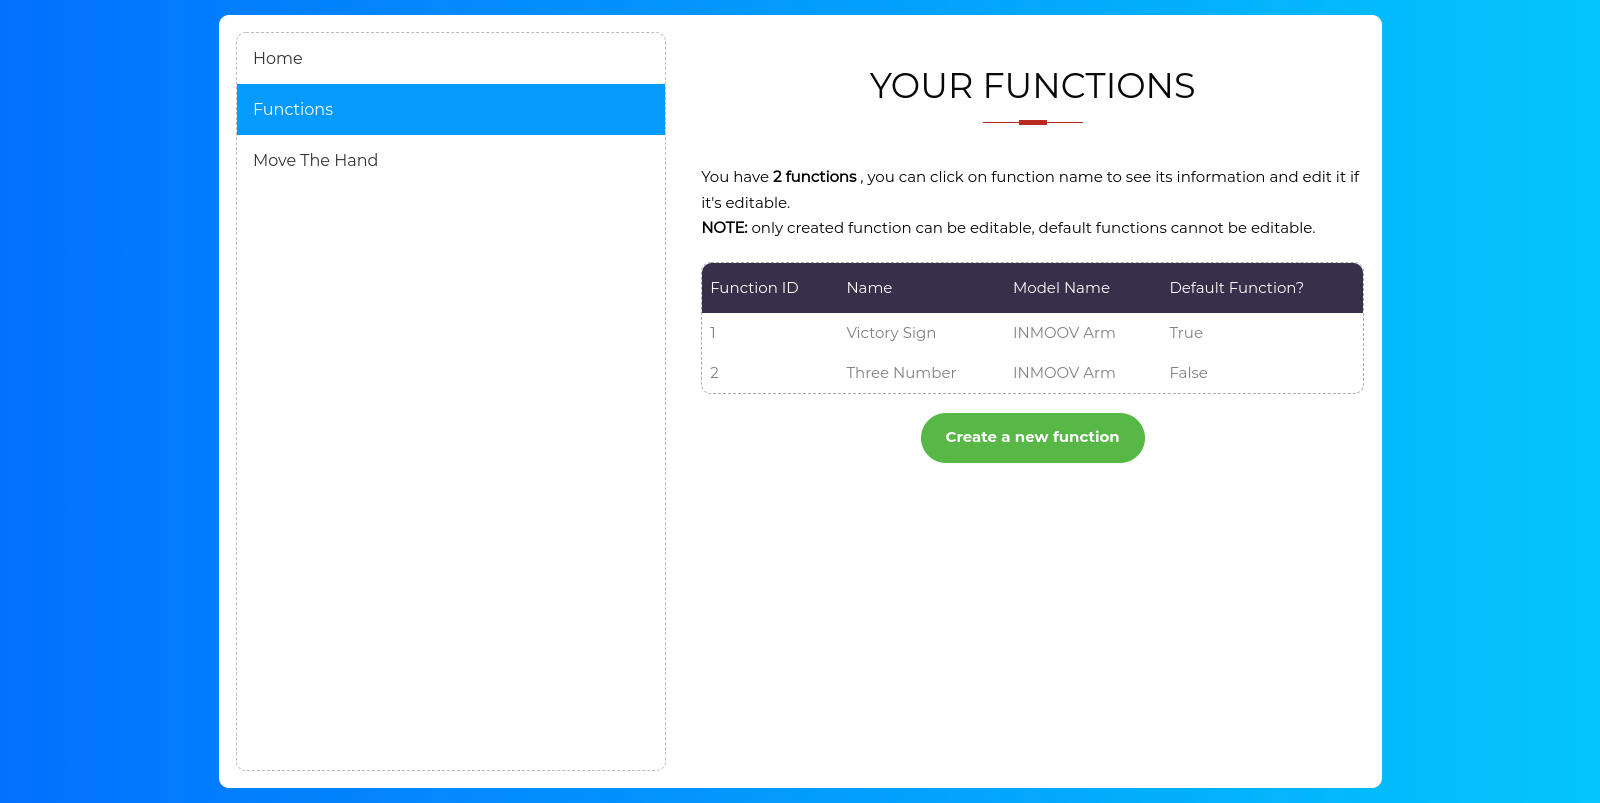 Home
Functions
Move The Hand
YOUR FUNCTIONS
You have 2 functions , you can click on function name to see its information and edit it if
it's editable.
NOTE: only created function can be editable, default functions cannot be editable.
Function ID Name Model Name Default Function?
1 Victory Sign INMOOV Arm True
2 Three Number INMOOV Arm False
Create a new function